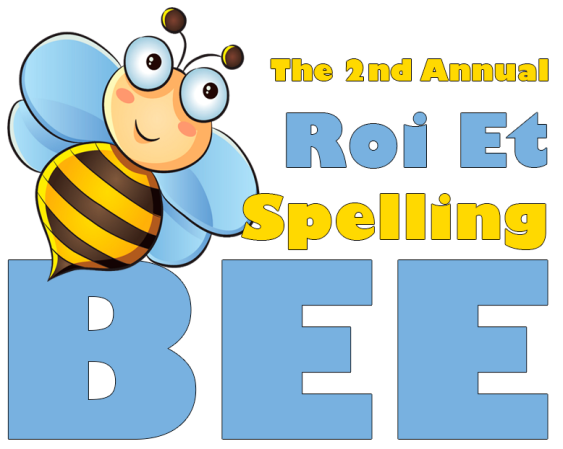 The 2nd Annual
Roi Et
Spelling
BEE